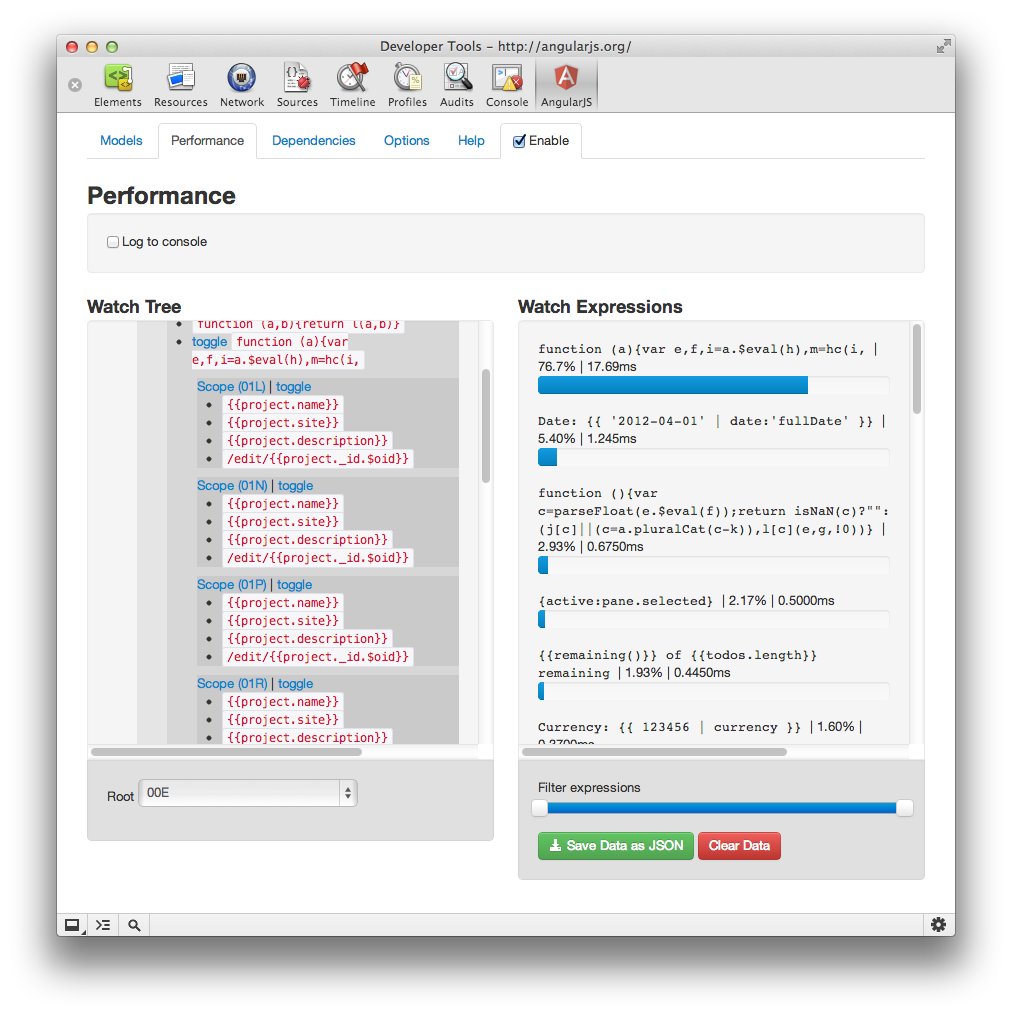 Developer Tools - http://angularjs.org/
Elements Resources Network Sources Timeline Profiles Audits Console AngularJS
Models Performance Dependencies Options Help Enable
Performance
Log to console
Watch Tree
function (a,b){return l(a,b)}
toggle function (a){var
e,f,i=a.$eval(h),m=hc(i,
Scope (01L) | toggle
{{project.name}}
{{project.site}}
{{project.description}}
/edit/{{project._id.$oid}}
Scope (01N) | toggle
{{project.name}}
{{project.site}}
{{project.description}}
/edit/{{project._id.$oid}}
Scope (01P) | toggle
{{project.name}}
{{project.site}}
{{project.description}}
/edit/{{project._id.$oid}}
Scope (01R) | toggle
{{project.name}}
{{project.site}}
{{project.description}}
Root 00E
Watch Expressions
function (a){var e,f,i=a.$eval(h),m=hc(i, |
76.7% | 17.69ms
Date: {{ '2012-04-01' | date:'fullDate' }} |
5.40% | 1.245ms
function (){var
c=parseFloat(e.$eval(f));return isNaN(c)?"":
(j[c]||(c=a.pluralCat(c-k)),l[c](e,g,!0))} |
2.93% | 0.6750ms
{active:pane.selected} | 2.17% | 0.5000ms
{{remaining()}} of {{todos.length}}
remaining | 1.93% | 0.4450ms
Currency: {{ 123456 | currency }} | 1.60% |
0.3700ms
Filter expressions
Save Data as JSON Clear Data